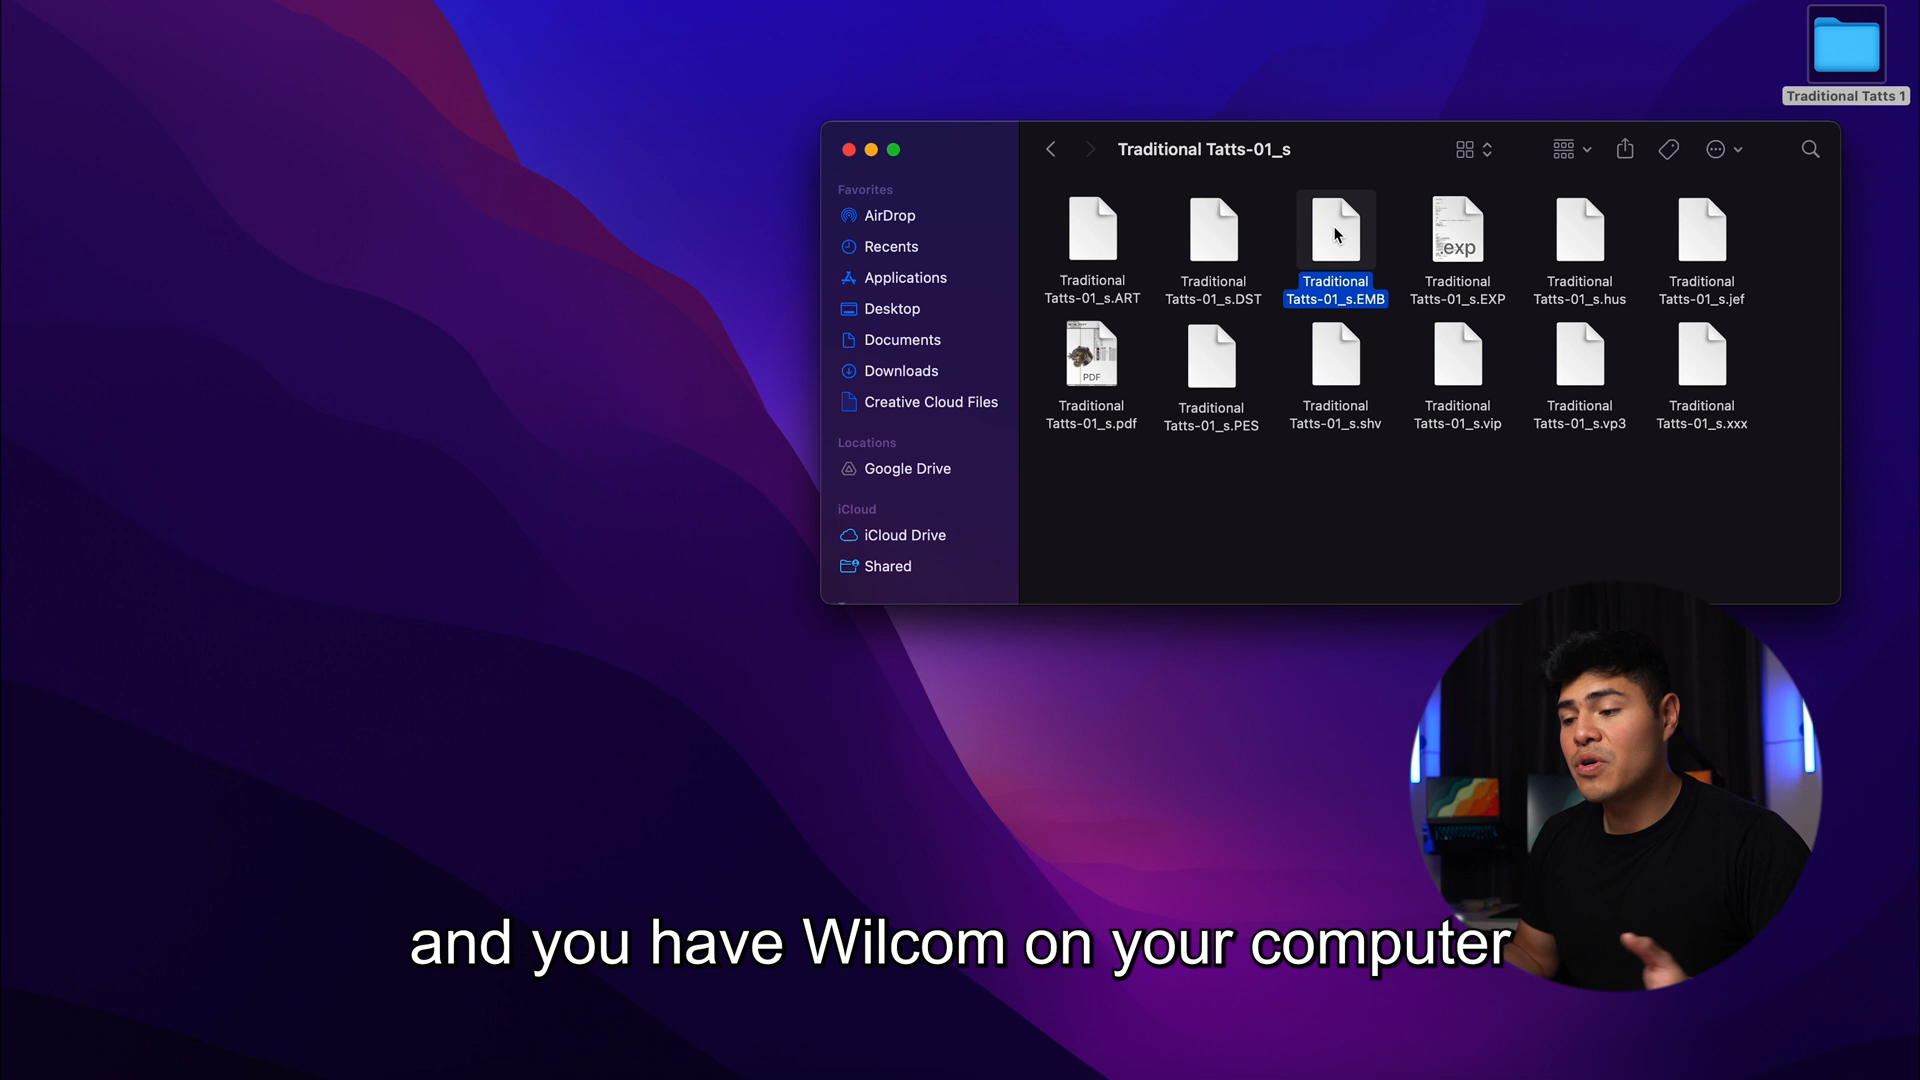 Traditional Tatts 1
Traditional Tatts-01_s
Favorites
AirDrop
Recents
Applications
Desktop
Documents
Downloads
Creative Cloud Files
Locations
Google Drive
iCloud
iCloud Drive
Shared
Traditional
Tatts-01_s.ART
Traditional
Tatts-01_s.DST
Traditional
Tatts-01_s.EMB
.exp
Traditional
Tatts-01_s.EXP
Traditional
Tatts-01_s.hus
Traditional
Tatts-01_s.jef
PDF
Traditional
Tatts-01_s.pdf
Traditional
Tatts-01_s.PES
Traditional
Tatts-01_s.shv
Traditional
Tatts-01_s.vip
Traditional
Tatts-01_s.vp3
Traditional
Tatts-01_s.xxx
and you have Wilcom on your computer